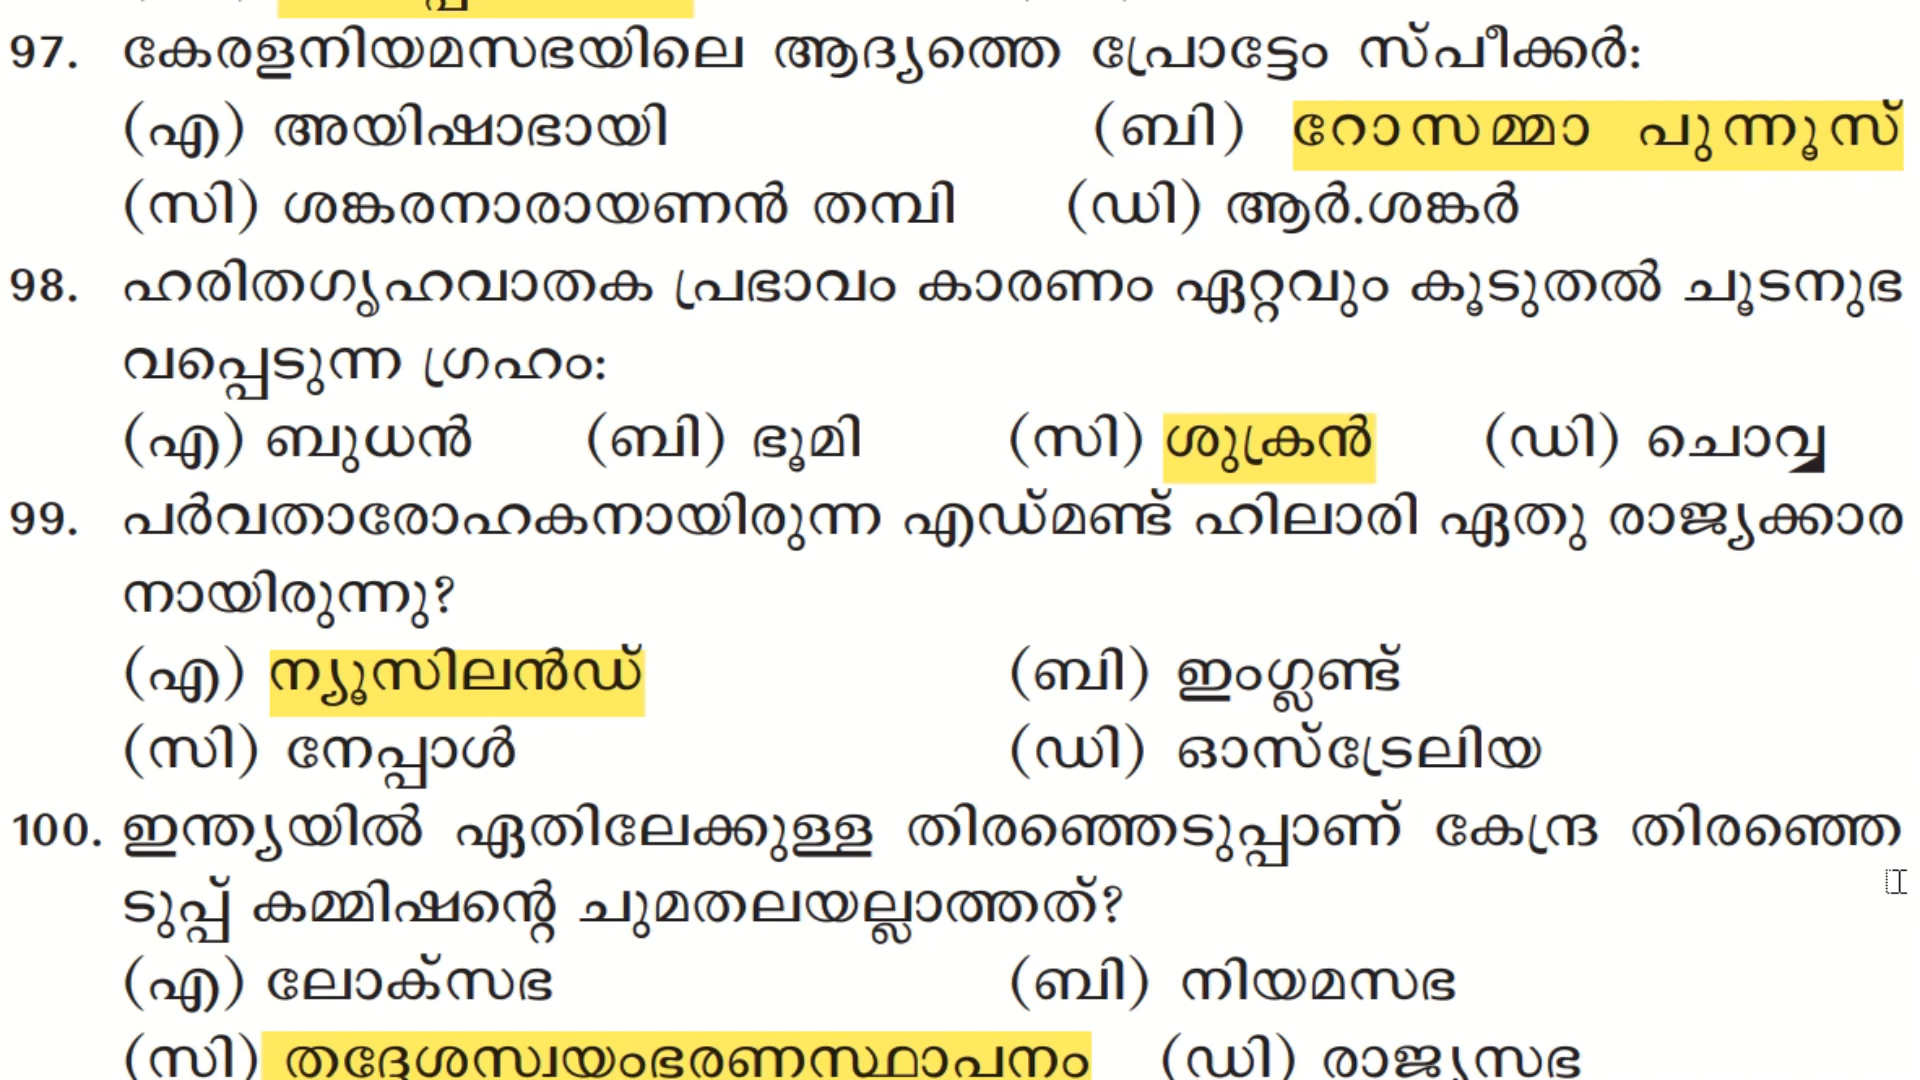 97. കേരളനിയമസഭയിലെ ആദ്യത്തെ പ്രോട്ടേം സ്പീക്കർ:
(എ) അയിഷാഭായി (ബി) റോസമ്മാ പുന്നൂസ്
(സി) ശങ്കരനാരായണൻ തമ്പി (ഡി) ആർ.ശങ്കർ
98. ഹരിതഗൃഹവാതക പ്രഭാവം കാരണം ഏറ്റവും കൂടുതൽ ചൂടനുഭ
വപ്പെടുന്ന ഗ്രഹം:
(എ) ബുധൻ (ബി) ഭൂമി (സി) ശുക്രൻ (ഡി) ചൊവ്വ
99. പർവതാരോഹകനായിരുന്ന എഡ്മണ്ട് ഹിലാരി ഏതു രാജ്യക്കാര
നായിരുന്നു?
(എ) ന്യൂസിലൻഡ് (ബി) ഇംഗ്ലണ്ട്
(സി) നേപ്പാൾ (ഡി) ഓസ്ട്രേലിയ
100. ഇന്ത്യയിൽ ഏതിലേക്കുള്ള തിരഞ്ഞെടുപ്പാണ് കേന്ദ്ര തിരഞ്ഞെ
ടുപ്പ് കമ്മിഷന്റെ ചുമതലയല്ലാത്തത്?
(എ) ലോക്സഭ (ബി) നിയമസഭ
(സി) തദ്ദേശസ്വയംഭരണസ്ഥാപനം (ഡി) രാജ്യസഭ